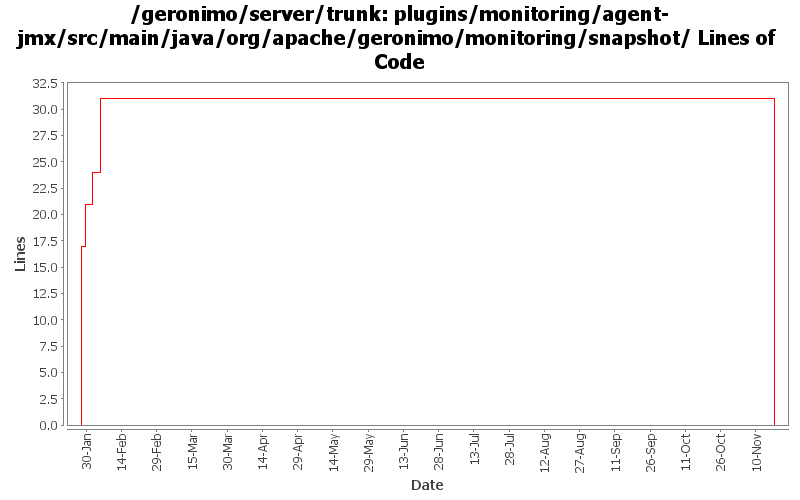 /geronimo/server/trunk: plugins/monitoring/agent-
jmx/src/main/java/org/apache/geronimo/monitoring/snapshot/ Lines of
Code
32.5
30.0
27.5
25.0
22.5
20.0
17.5
15.0
12.5
10.0
7.5
5.0
2.5
0.0
Lines
30-Jan
14-Feb
29-Feb
15-Mar
30-Mar
14-Apr
29-Apr
14-May
29-May
13-Jun
28-Jun
13-Jul
28-Jul
12-Aug
27-Aug
11-Sep
26-Sep
11-Oct
26-Oct
10-Nov
Date